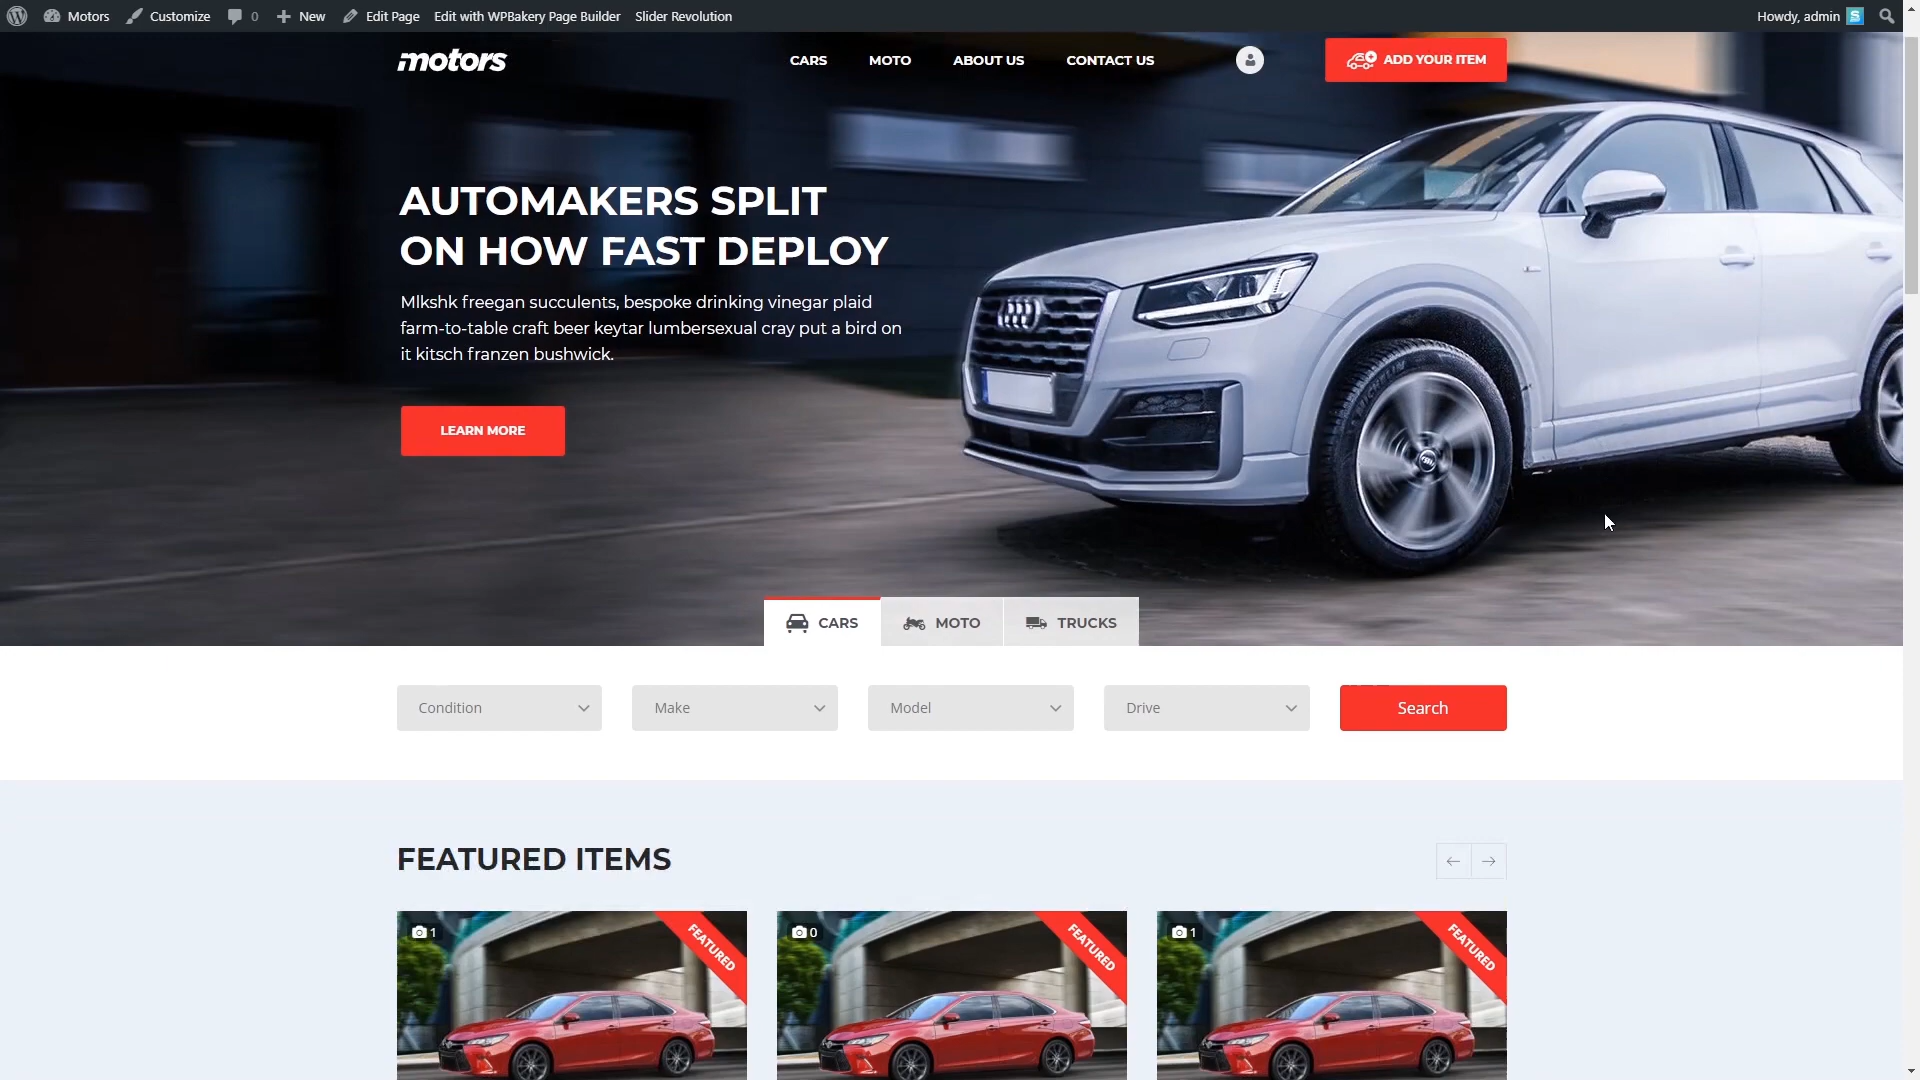 Motors
Customize
0
New
Edit Page
Edit with WPBakery Page Builder
Slider Revolution
Howdy, admin
motors
CARS
MOTO
ABOUT US
CONTACT US
ADD YOUR ITEM
AUTOMAKERS SPLIT
ON HOW FAST DEPLOY
Mlkshk freegan succulents, bespoke drinking vinegar plaid
farm-to-table craft beer keytar lumbersexual cray put a bird on
it kitsch franzen bushwick.
LEARN MORE
CARS
MOTO
TRUCKS
Condition
Make
Model
Drive
Search
FEATURED ITEMS
1
FEATURED
0
FEATURED
1
FEATURED